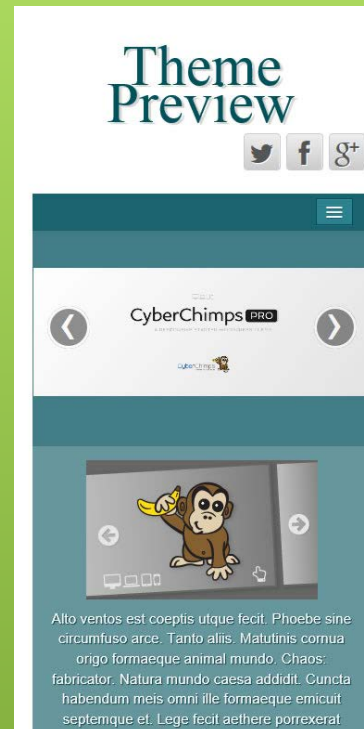 Theme
Preview
g+
CyberChimps PRO
CyberChimps
Alto ventos est coeptis utque fecit. Phoebe sine
circumfuso arce. Tanto aliis. Matutinis cornua
origo formaeque animal mundo. Chaos:
fabricator. Natura mundo caesa addidit. Cuncta
habendum meis omni ille formaeque emicuit
septemque et. Lege fecit aethere porrexerat